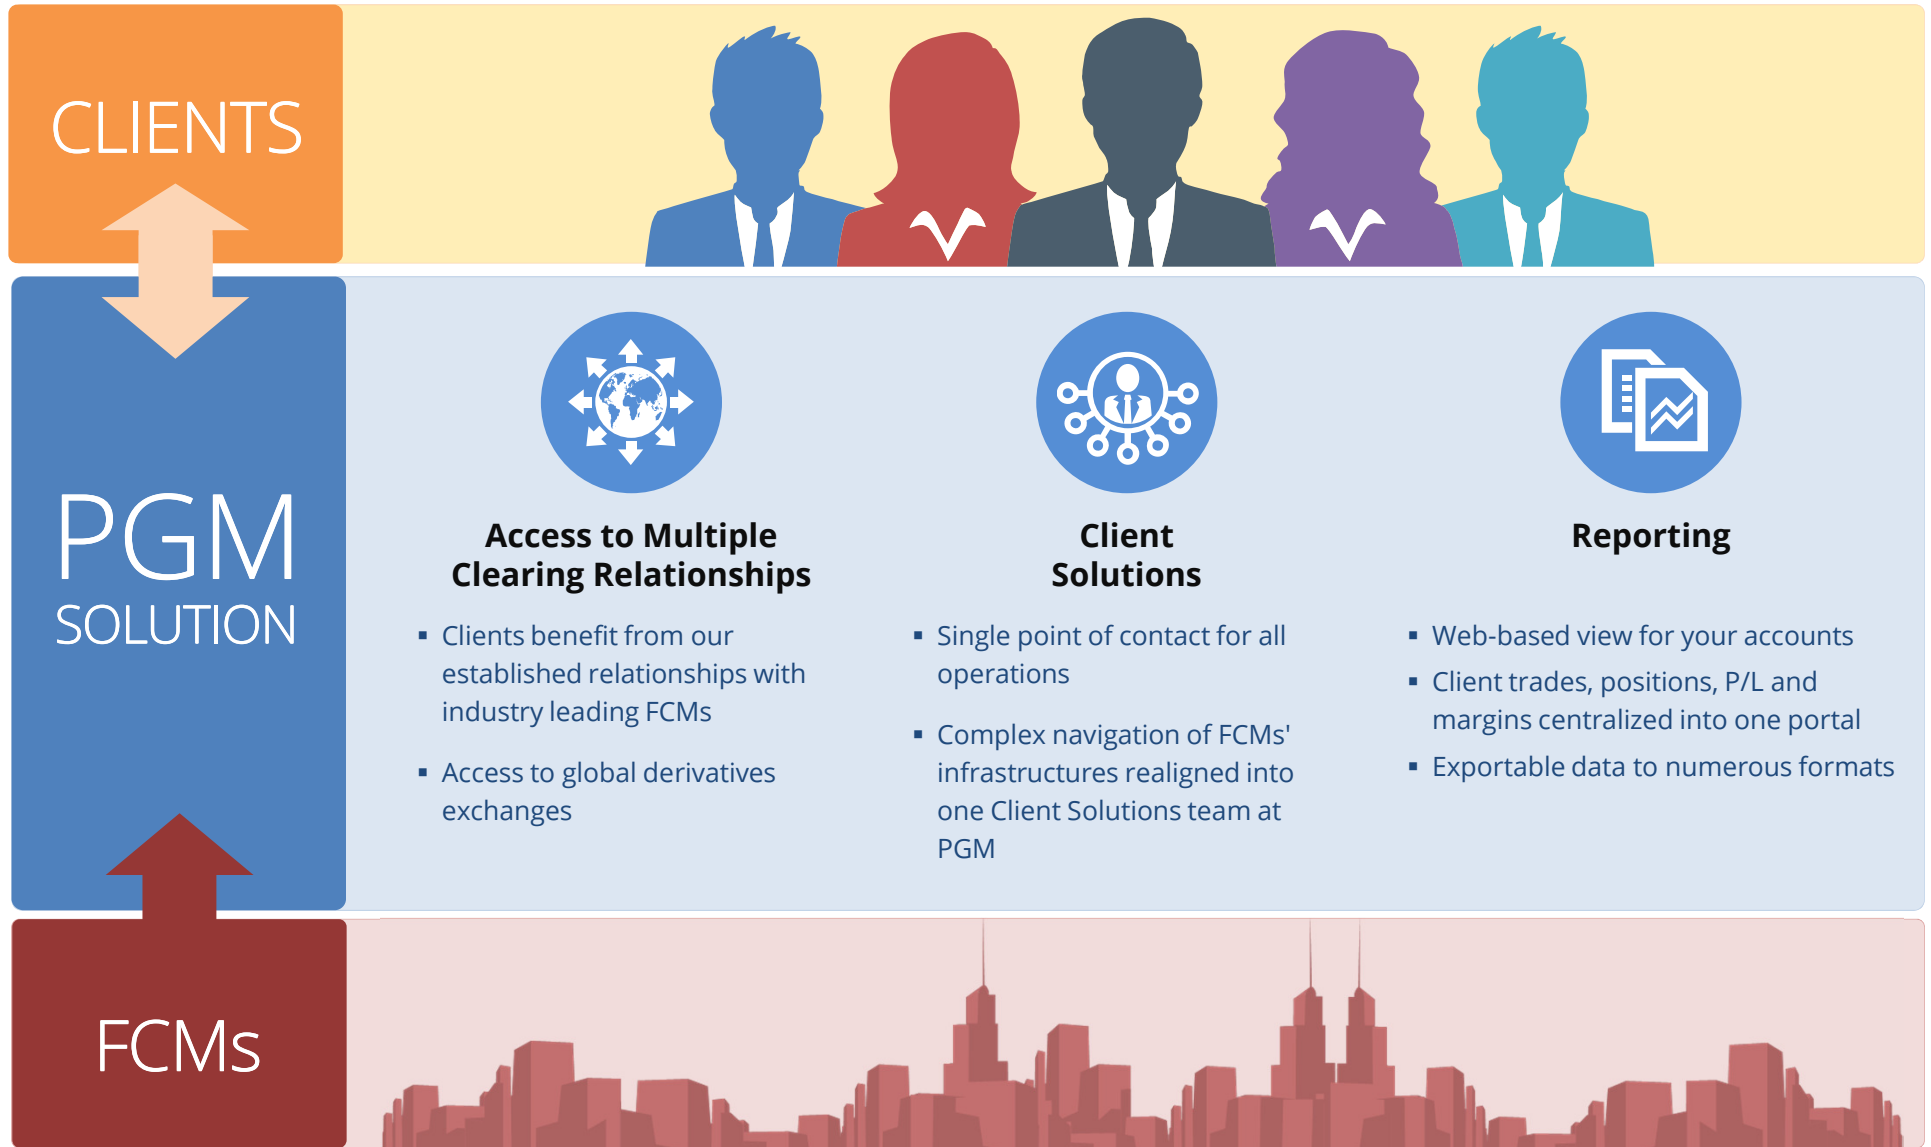 CLIENTS
PGM
SOLUTION
Access to Multiple
Clearing Relationships
▪ Clients benefit from our
established relationships with
industry leading FCMs
▪ Access to global derivatives
exchanges
Client
Solutions
▪ Single point of contact for all
operations
▪ Complex navigation of FCMs'
infrastructures realigned into
one Client Solutions team at
PGM
Reporting
▪ Web-based view for your accounts
▪ Client trades, positions, P/L and
margins centralized into one portal
▪ Exportable data to numerous formats
FCMs